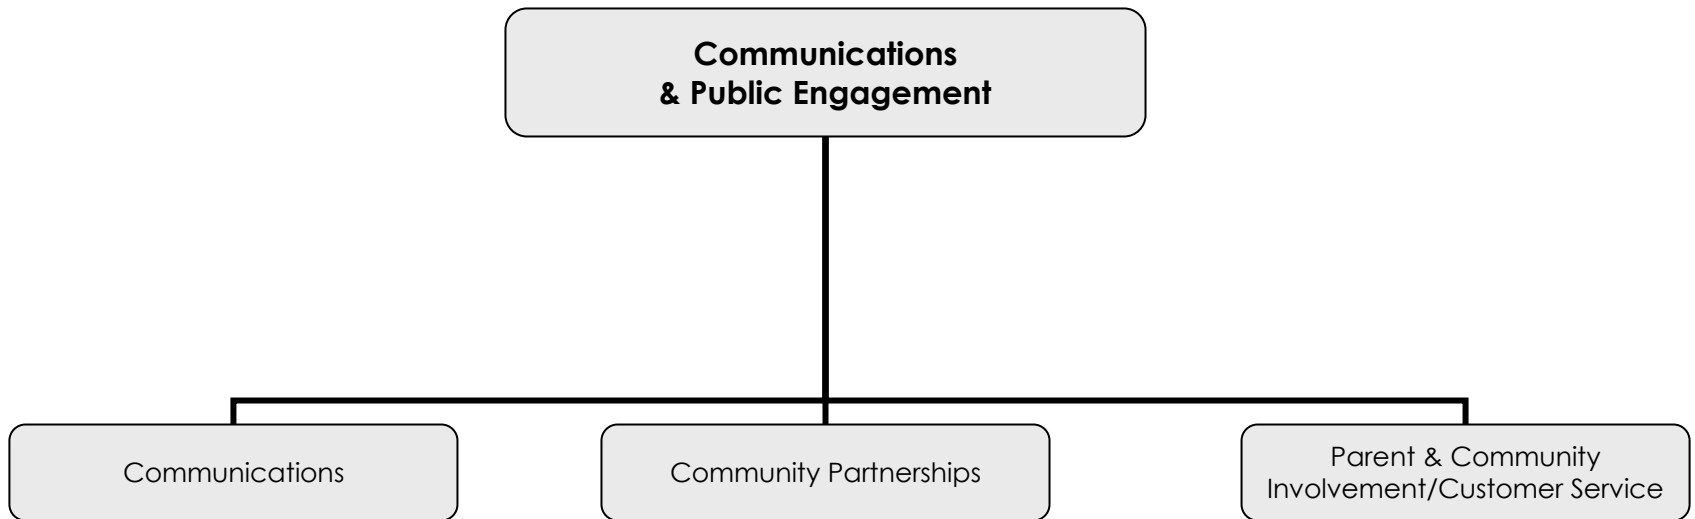 Communications
& Public Engagement
Communications
Community Partnerships
Parent & Community
Involvement/Customer Service